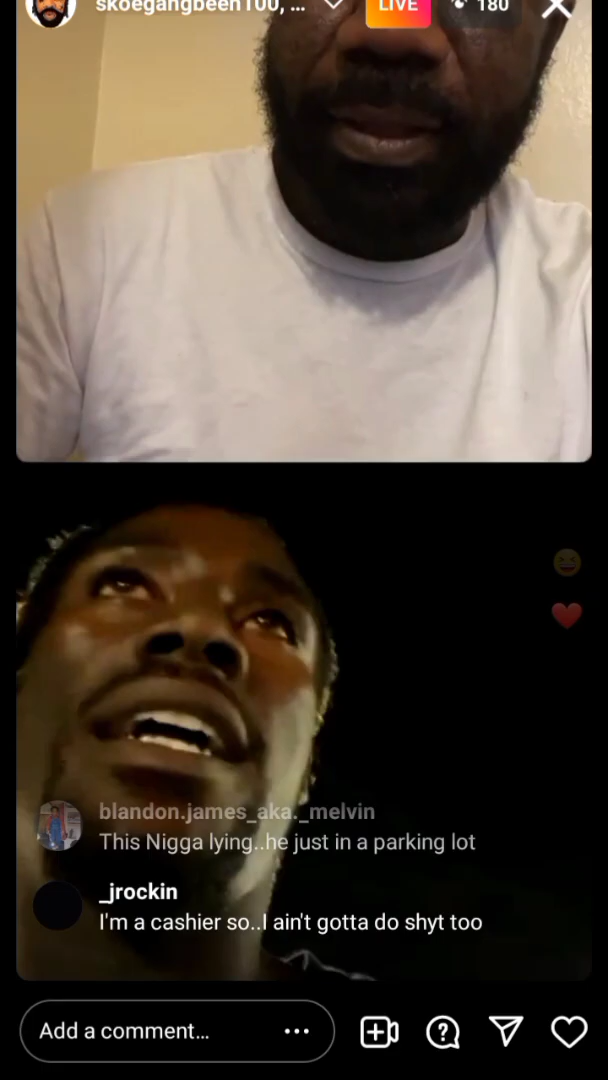 skoegangbeen100, ...
LIVE
180
blandon.james_aka._melvin
This Nigga lying..he just in a parking lot
_jrockin
I'm a cashier so..I ain't gotta do shyt too
Add a comment...